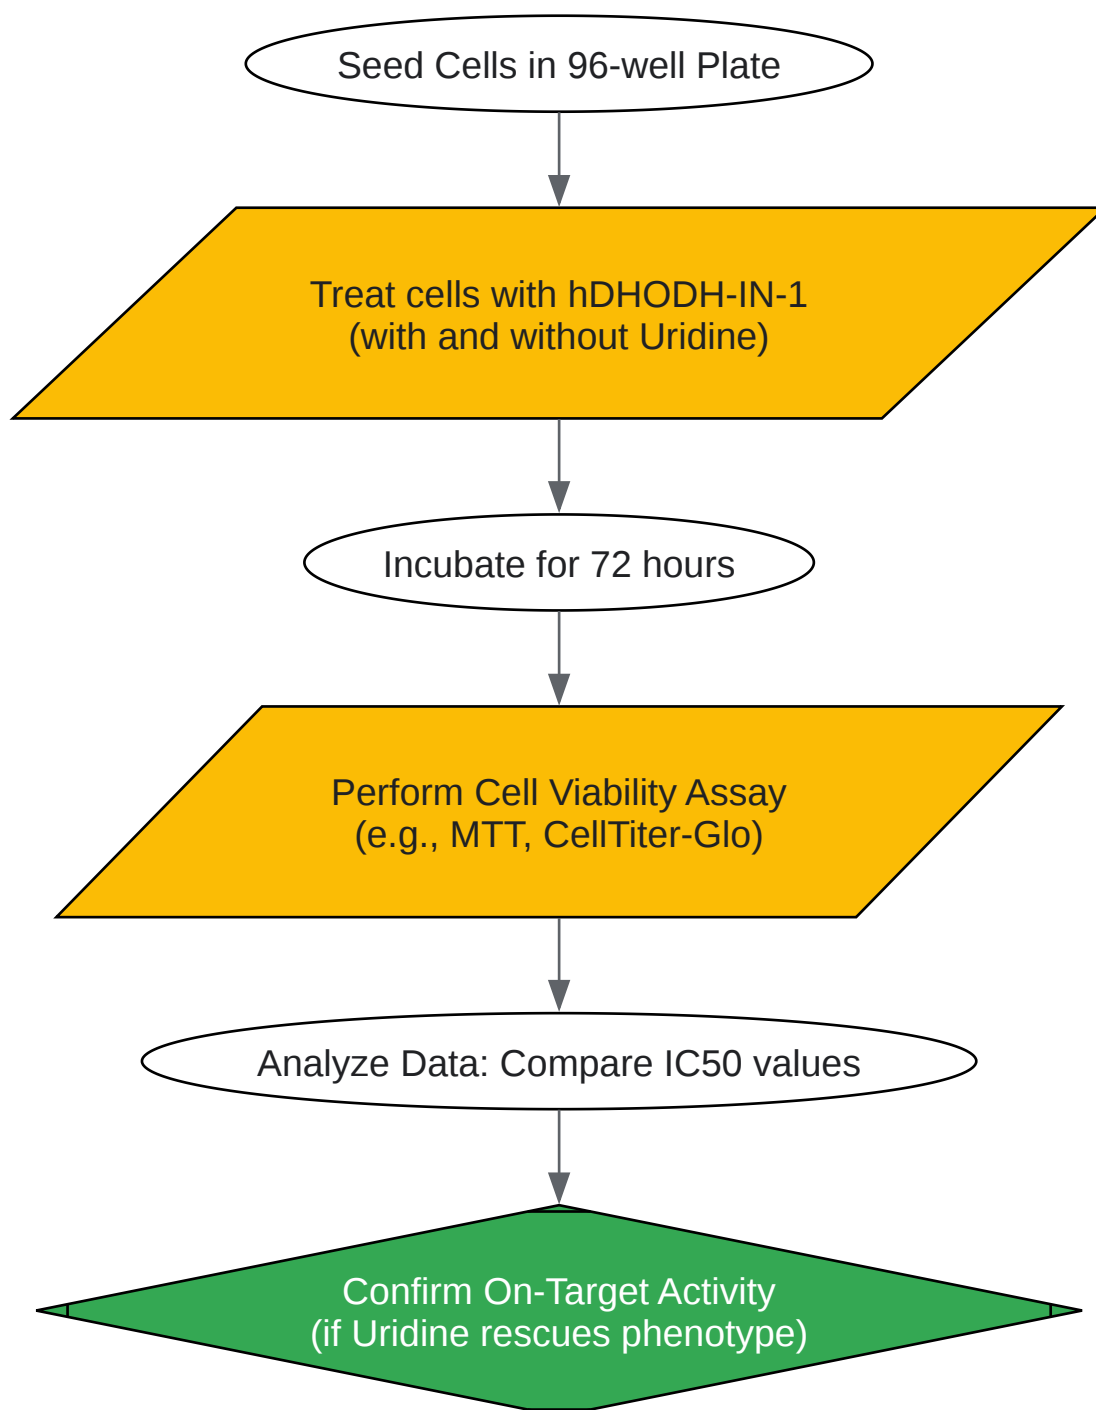 Seed Cells in 96-well Plate
Treat cells with hDHODH-IN-1
(with and without Uridine)
Incubate for 72 hours
Perform Cell Viability Assay
(e.g., MTT, CellTiter-Glo)
Analyze Data: Compare IC50 values
Confirm On-Target Activity
(if Uridine rescues phenotype)